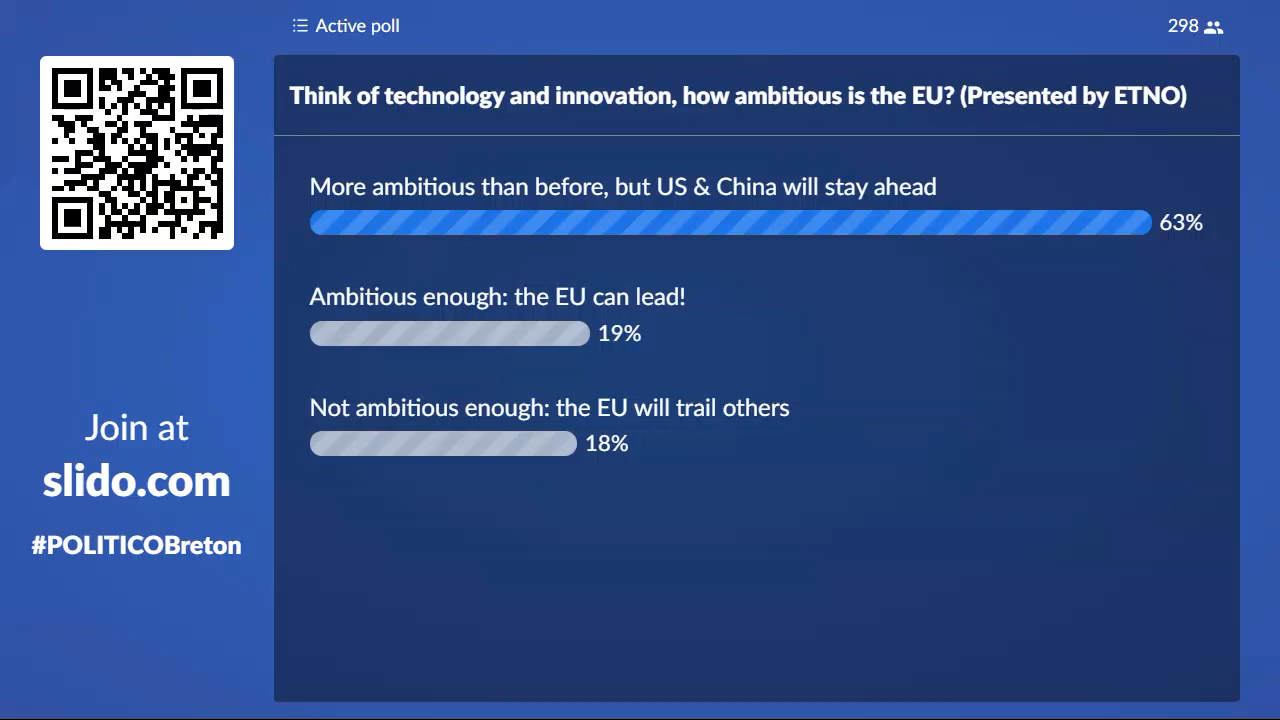 Active poll
298
Think of technology and innovation, how ambitious is the EU? (Presented by ETNO)
More ambitious than before, but US & China will stay ahead
63%
Ambitious enough: the EU can lead!
19%
Not ambitious enough: the EU will trail others
18%
Join at
slido.com
#POLITICOBreton